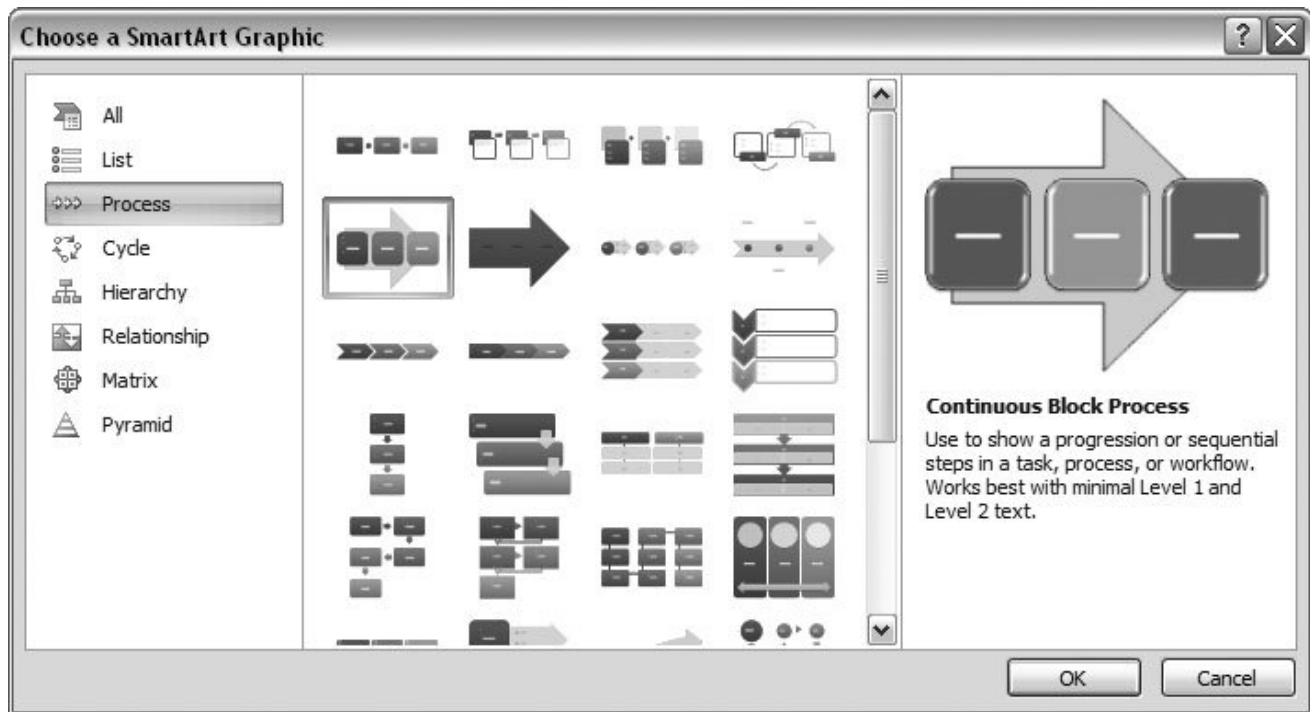 Choose a SmartArt Graphic
All
List
Process
Cycle
Hierarchy
Relationship
Matrix
Pyramid
Continuous Block Process
Use to show a progression or sequential
steps in a task, process, or workflow.
Works best with minimal Level 1 and
Level 2 text.
OK
Cancel